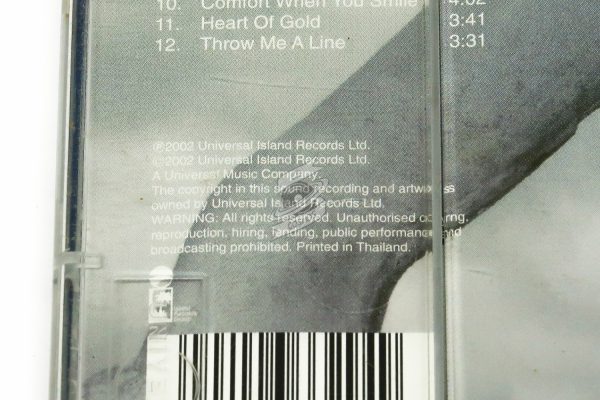 10. Comfort When You Smile 4:02
11. Heart Of Gold 3:41
12. Throw Me A Line 3:31
℗2002 Universal Island Records Ltd.
©2002 Universal Island Records Ltd.
A Universal Music Company.
The copyright in this sound recording and artwork is
owned by Universal Island Records Ltd.
WARNING: All rights reserved. Unauthorised copying,
reproduction, hiring, lending, public performance and
broadcasting prohibited. Printed in Thailand.
Island
Records